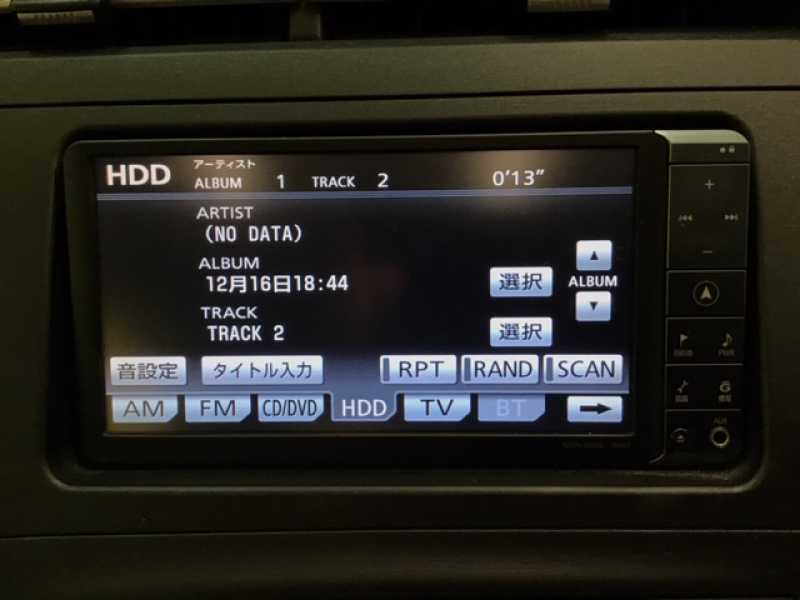 HDD アーティスト
ALBUM 1 TRACK 2 0'13"
ARTIST
(NO DATA)
ALBUM
12月16日18:44 選択 ALBUM
TRACK
TRACK 2 選択
音設定 タイトル入力 RPT RAND SCAN
AM FM CD/DVD HDD TV BT
AUX